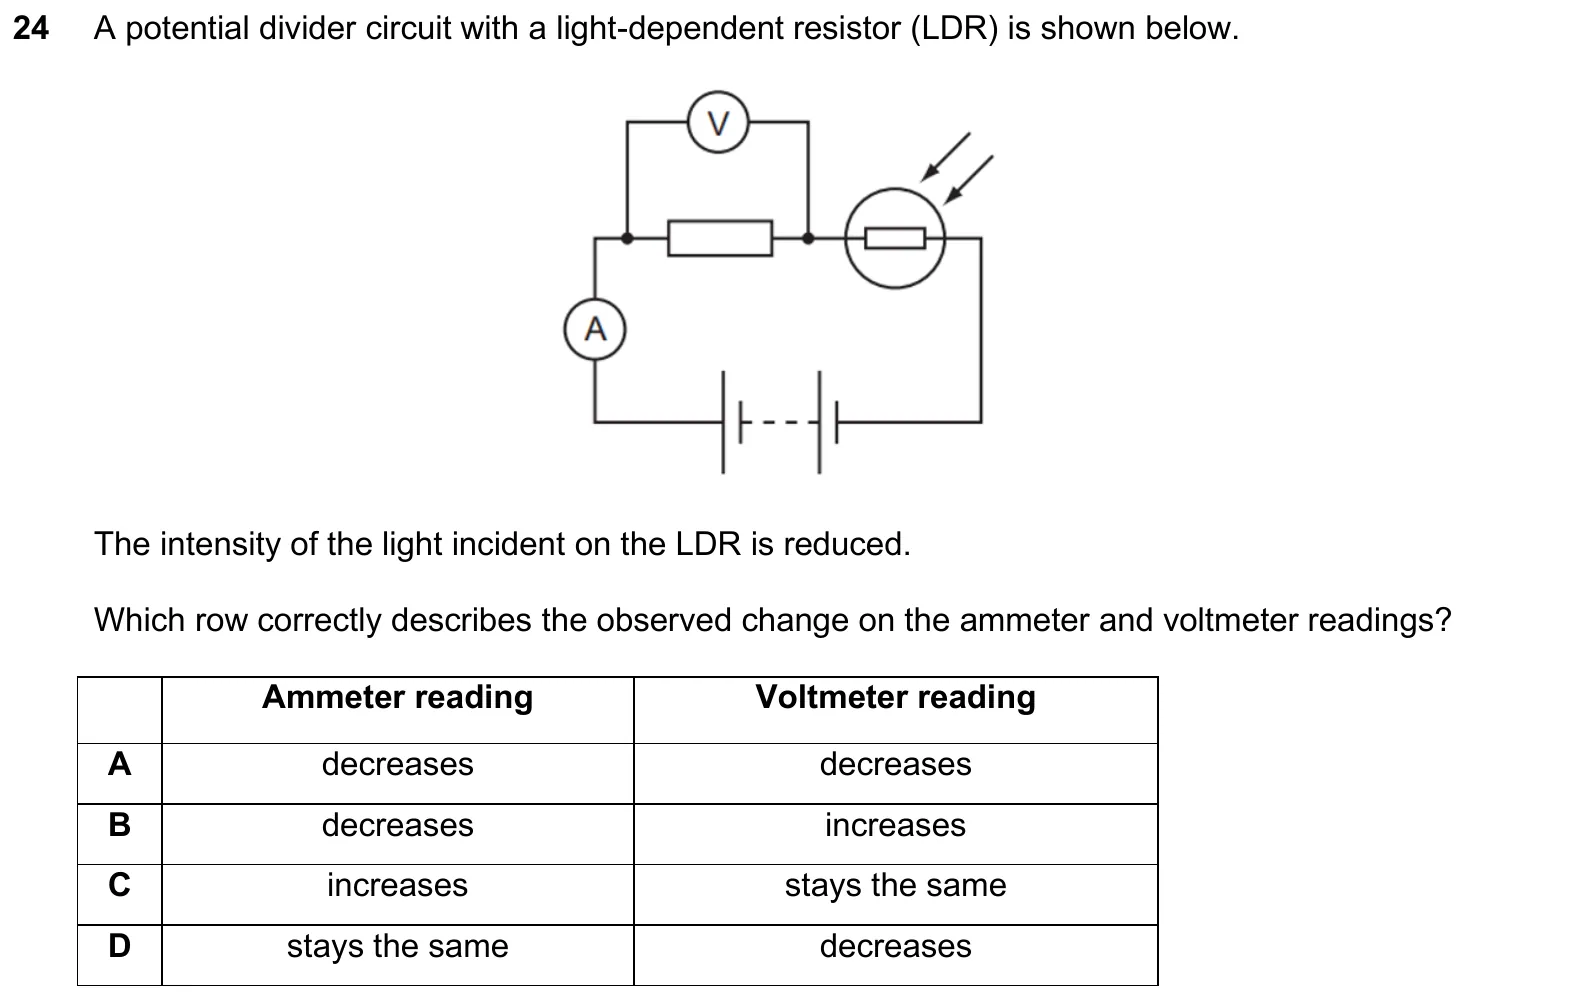 24 A potential divider circuit with a light-dependent resistor (LDR) is shown below.
V
A
The intensity of the light incident on the LDR is reduced.
Which row correctly describes the observed change on the ammeter and voltmeter readings?
Ammeter reading Voltmeter reading
A decreases decreases
B decreases increases
C increases stays the same
D stays the same decreases